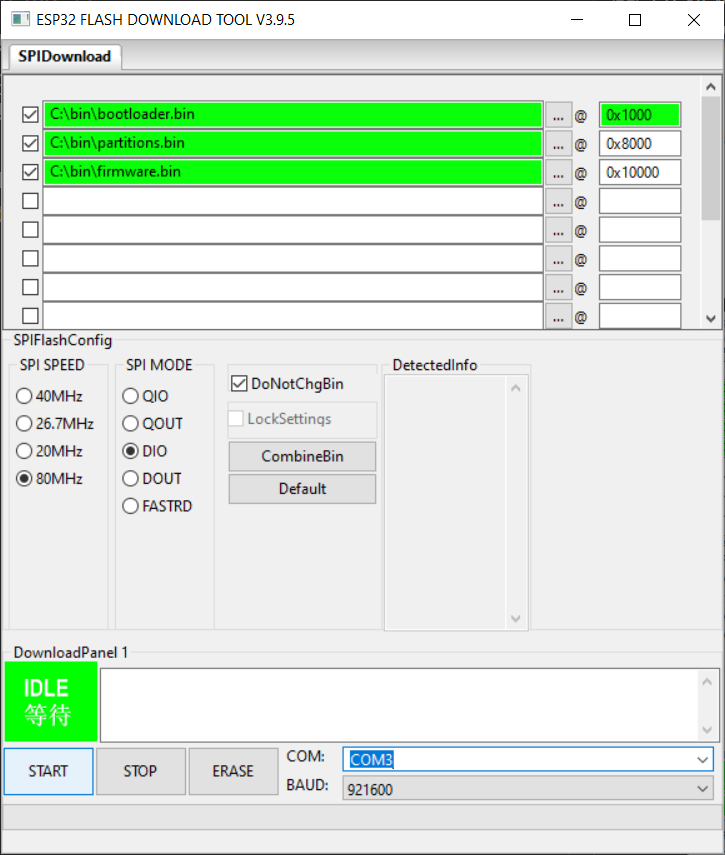 ESP32 FLASH DOWNLOAD TOOL V3.9.5
SPIDownload
C:\bin\bootloader.bin ... @ 0x1000
C:\bin\partitions.bin ... @ 0x8000
C:\bin\firmware.bin ... @ 0x10000
... @
... @
... @
... @
... @
SPIFlashConfig
SPI SPEED
40MHz
26.7MHz
20MHz
80MHz
SPI MODE
QIO
QOUT
DIO
DOUT
FASTRD
DoNotChgBin
LockSettings
CombineBin
Default
DetectedInfo
DownloadPanel 1
IDLE
等待
START STOP ERASE
COM: COM3
BAUD: 921600